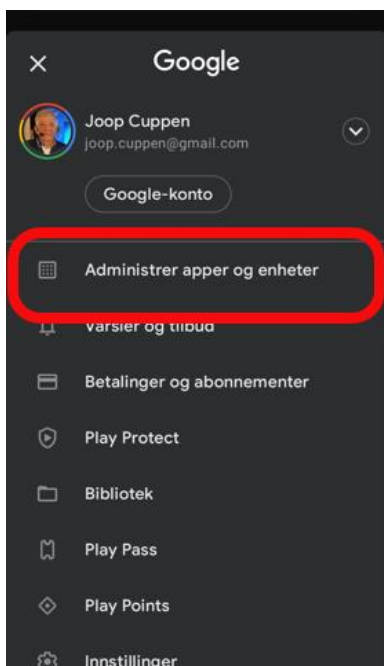 Google
Joop Cuppen
joop.cuppen@gmail.com
Google-konto
Administrer apper og enheter
Varsler og tilbud
Betalinger og abonnementer
Play Protect
Bibliotek
Play Pass
Play Points
Innstillinger